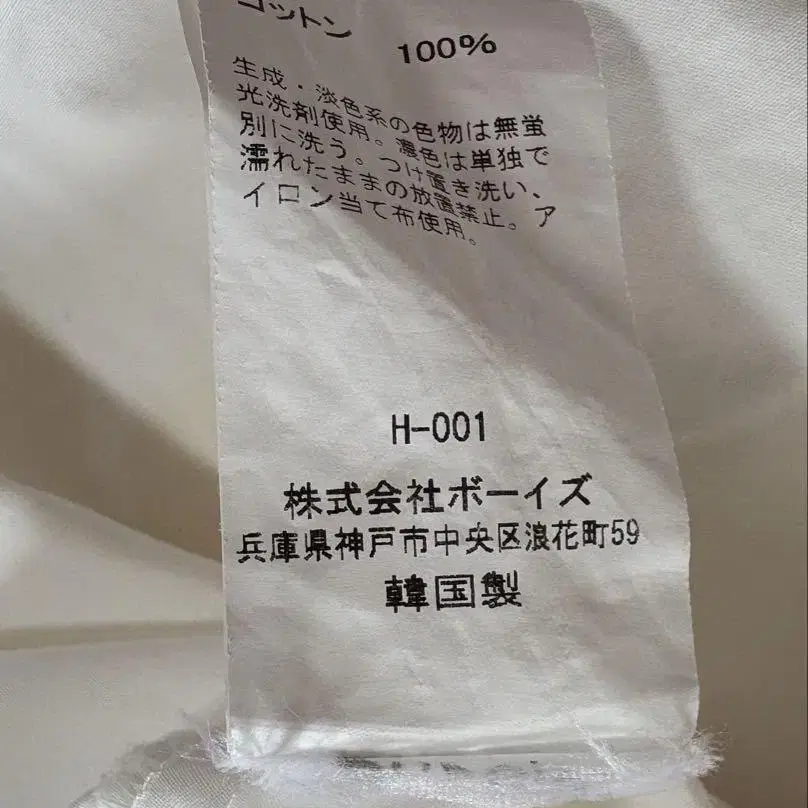 コットン
100%
生成・淡色系の色物は無蛍
光洗剤使用。濃色は単独で
別に洗う。つけ置き洗い、
濡れたままの放置禁止。ア
イロン当て布使用。
H-001
株式会社ボーイズ
兵庫県神戸市中央区浪花町59
韓国製